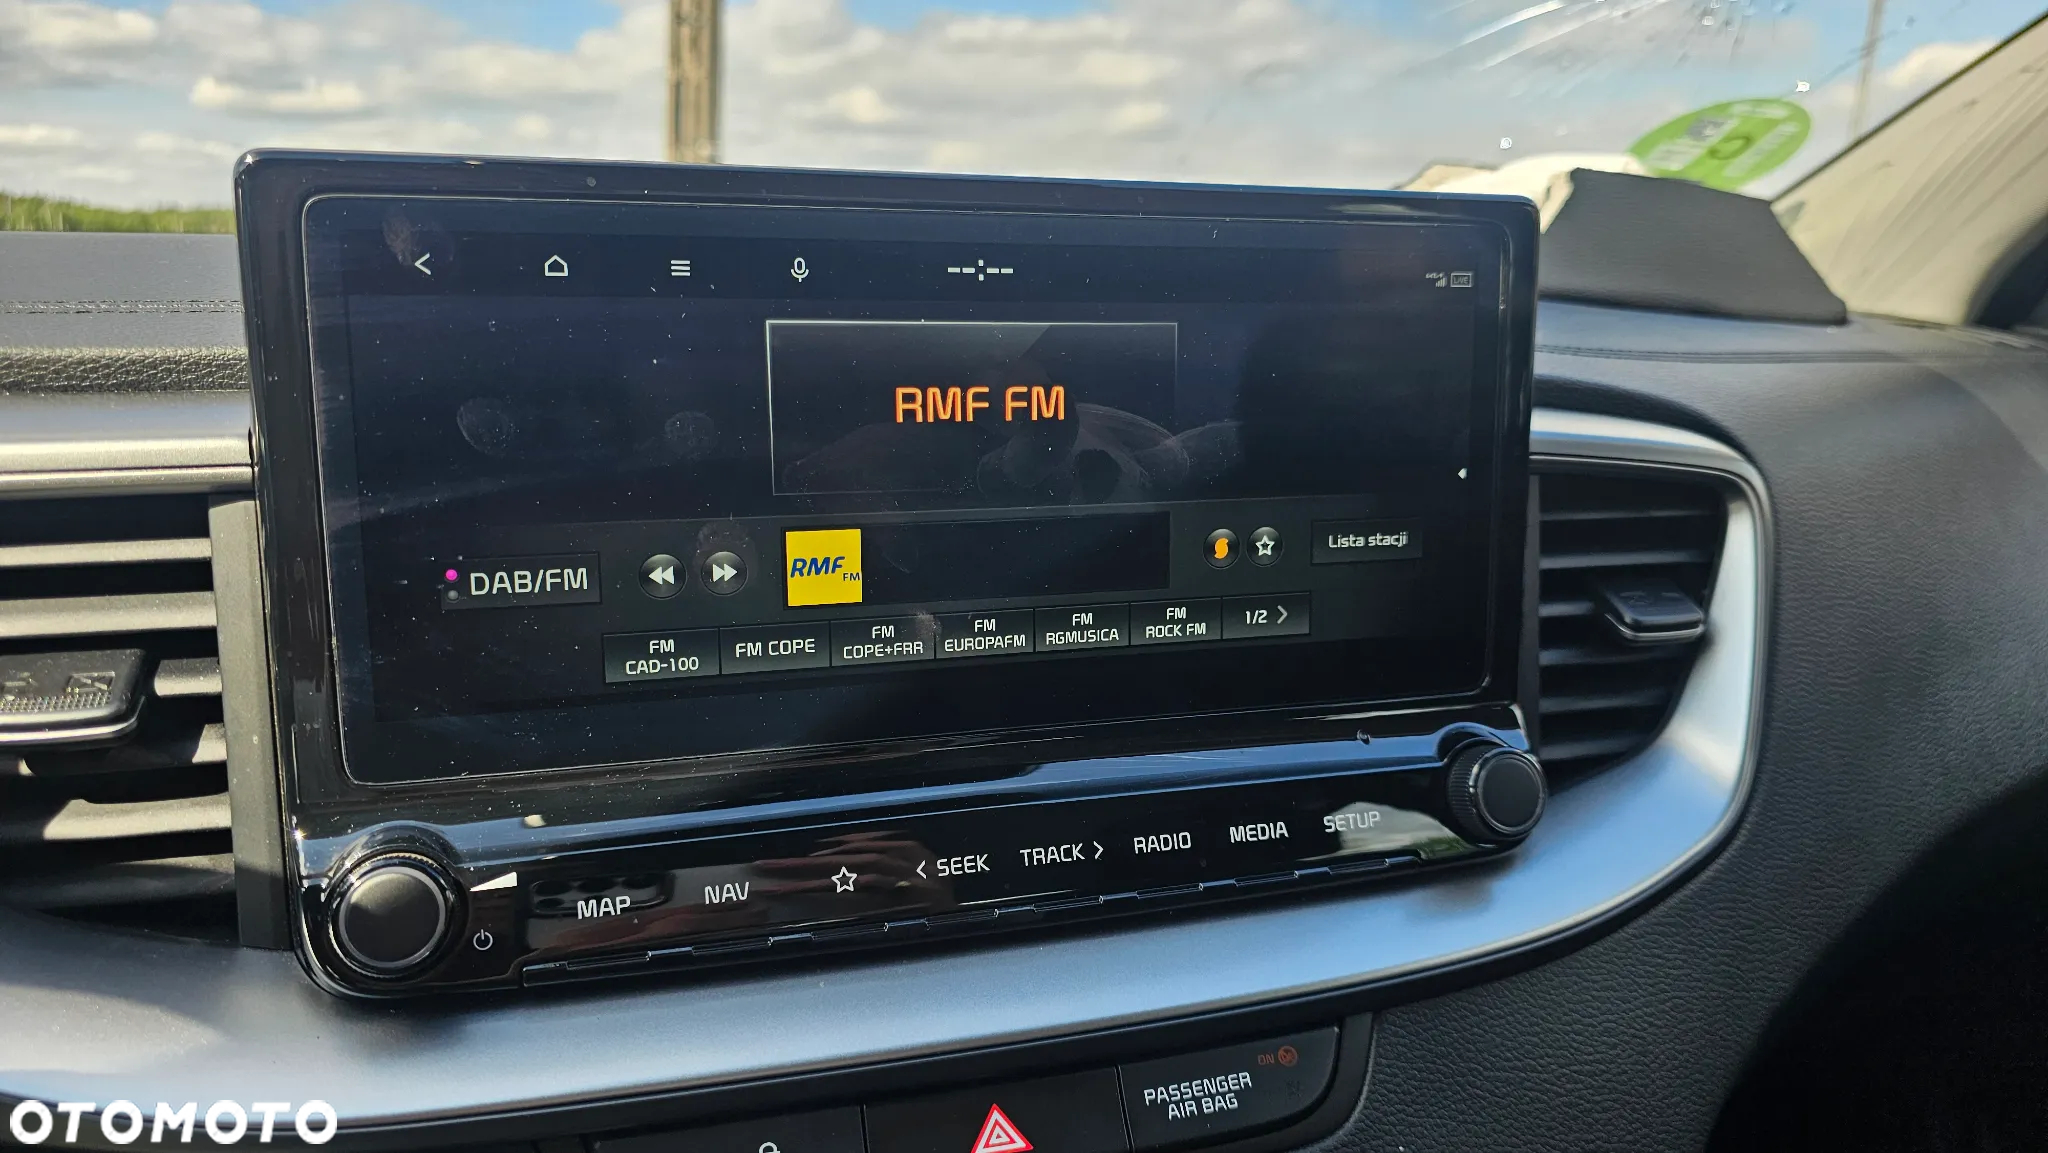 --:--
LIVE
RMF FM
DAB/FM
RMF FM
Lista stacji
FM CAD-100
FM COPE
FM COPE+FRR
FM EUROPAFM
FM RGMUSICA
FM ROCK FM
1/2 >
MAP
NAV
< SEEK
TRACK >
RADIO
MEDIA
SETUP
PASSENGER
AIR BAG
ON
OTOMOTO